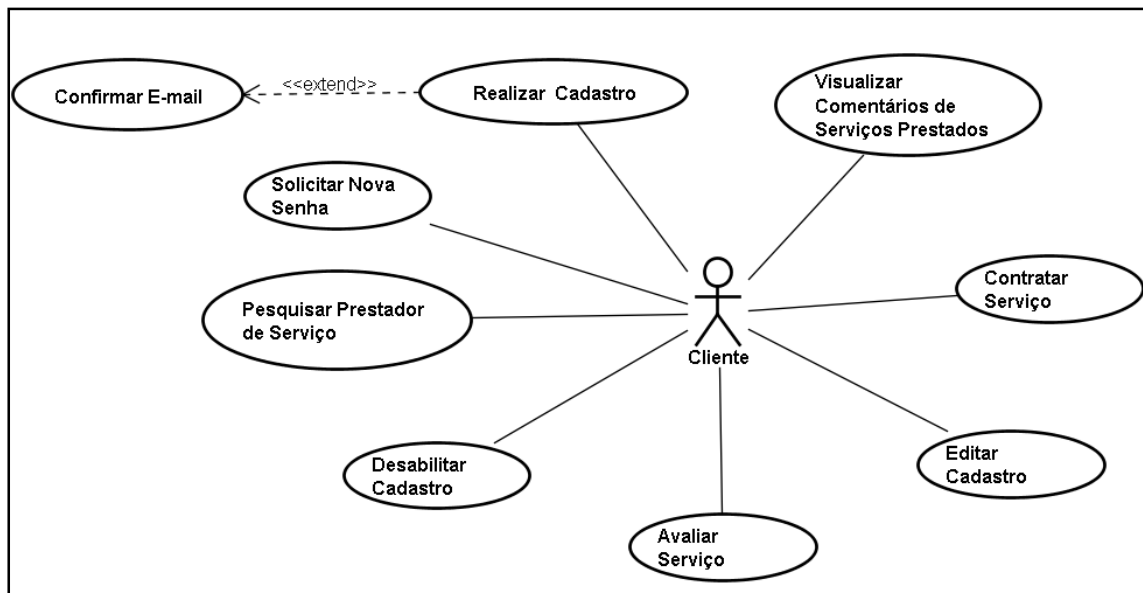 Confirmar E-mail
<<extend>>
Realizar Cadastro
Visualizar
Comentários de
Serviços Prestados
Solicitar Nova
Senha
Pesquisar Prestador
de Serviço
Contratar
Serviço
Cliente
Desabilitar
Cadastro
Editar
Cadastro
Avaliar
Serviço